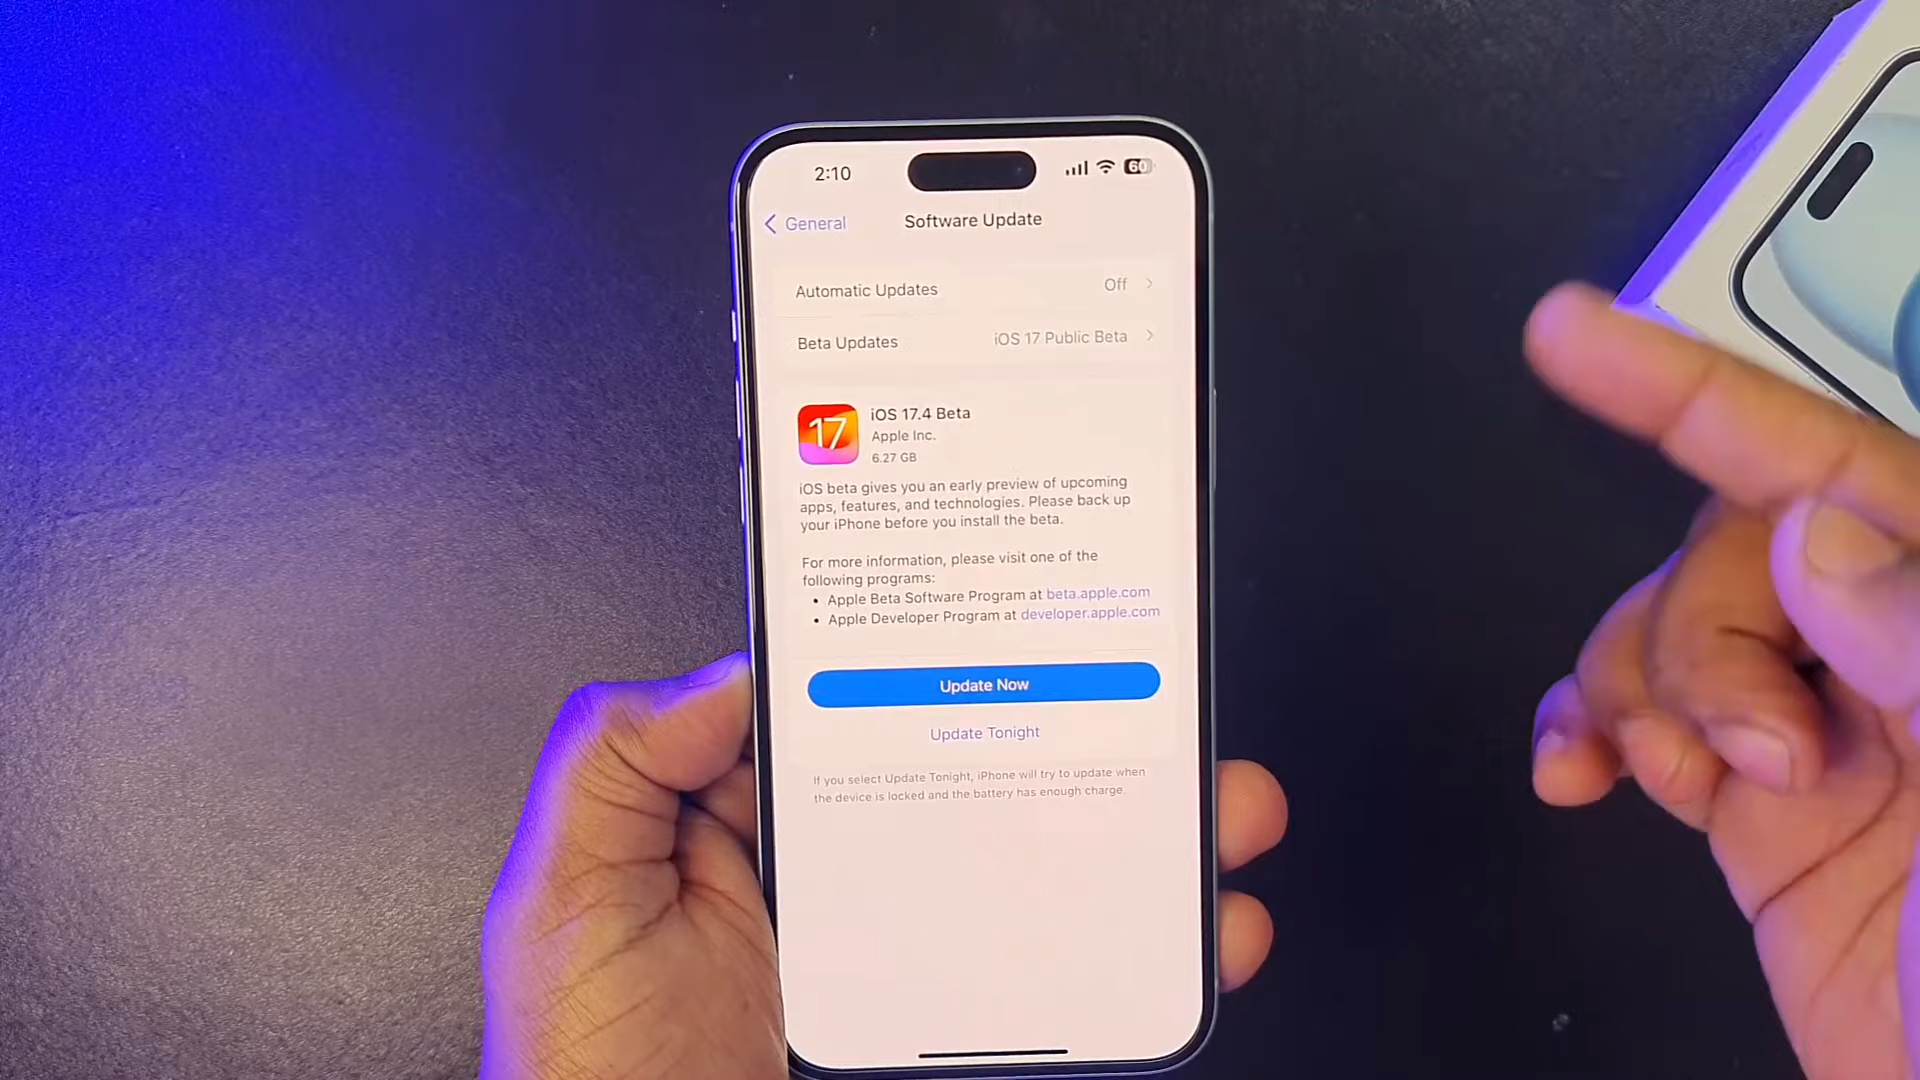 2:10
60
General
Software Update
Automatic Updates Off
Beta Updates iOS 17 Public Beta
17
iOS 17.4 Beta
Apple Inc.
6.27 GB
iOS beta gives you an early preview of upcoming
apps, features, and technologies. Please back up
your iPhone before you install the beta.
For more information, please visit one of the
following programs:
• Apple Beta Software Program at beta.apple.com
• Apple Developer Program at developer.apple.com
Update Now
Update Tonight
If you select Update Tonight, iPhone will try to update when
the device is locked and the battery has enough charge.